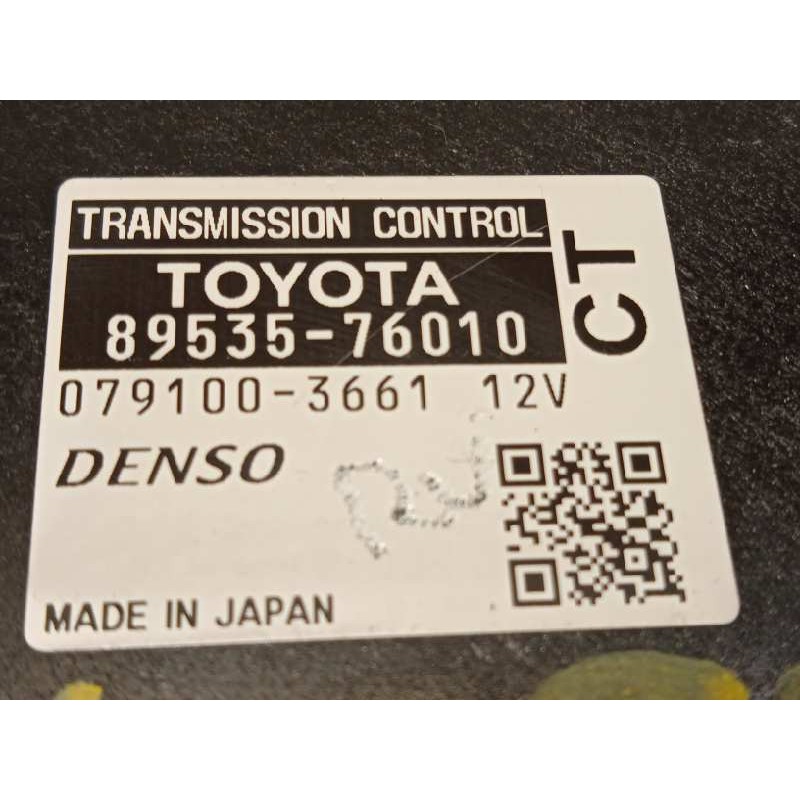 TRANSMISSION CONTROL
TOYOTA
89535-76010
CT
079100-3661 12V
DENSO
MADE IN JAPAN